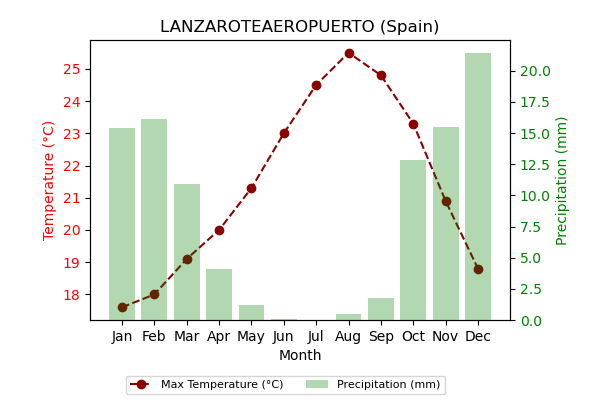 LANZAROTEAEROPUERTO (Spain)
Temperature (°C)
25
24
23
22
21
20
19
18
20.0
17.5
15.0
12.5
10.0
7.5
5.0
2.5
0.0
Precipitation (mm)
Jan Feb Mar Apr May Jun Jul Aug Sep Oct Nov Dec
Month
Max Temperature (°C) Precipitation (mm)